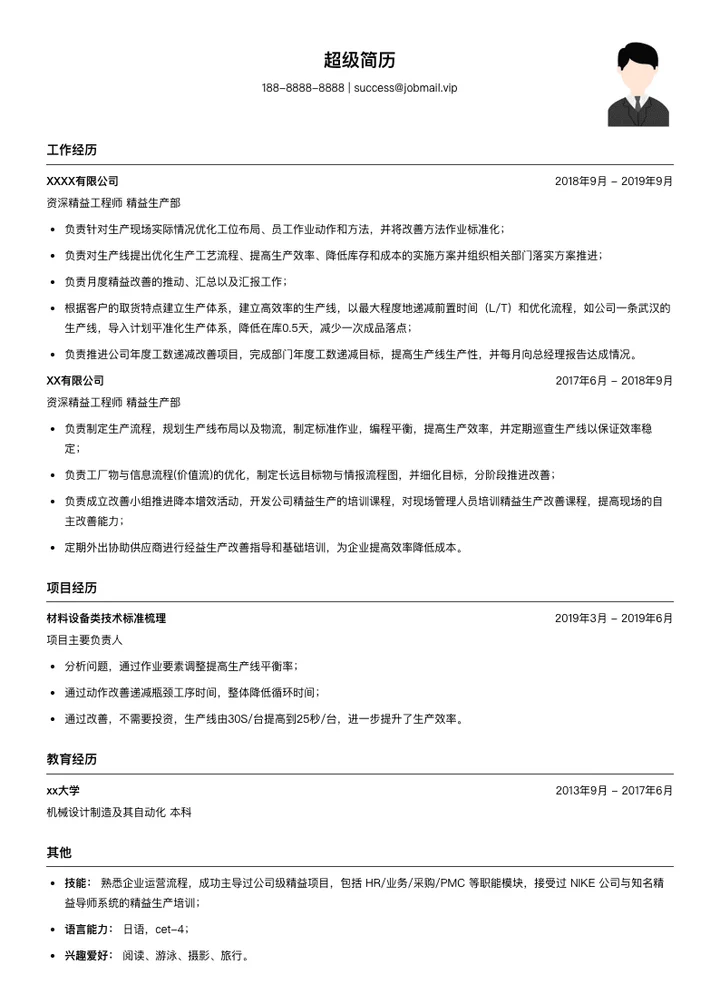 超级简历
188-8888-8888 | success@jobmail.vip
工作经历
XXXX有限公司 2018年9月 – 2019年9月
资深精益工程师 精益生产部
• 负责针对生产现场实际情况优化工位布局、员工作业动作和方法，并将改善方法作业标准化；
• 负责对生产线提出优化生产工艺流程、提高生产效率、降低库存和成本的实施方案并组织相关部门落实方案推进；
• 负责月度精益改善的推动、汇总以及汇报工作；
• 根据客户的取货特点建立生产体系，建立高效率的生产线，以最大程度地递减前置时间（L/T）和优化流程，如公司一条武汉的
生产线，导入计划平准化生产体系，降低在库0.5天，减少一次成品落点；
• 负责推进公司年度工数递减改善项目，完成部门年度工数递减目标，提高生产线生产性，并每月向总经理报告达成情况。
XX有限公司 2017年6月 – 2018年9月
资深精益工程师 精益生产部
• 负责制定生产流程，规划生产线布局以及物流，制定标准作业，编程平衡，提高生产效率，并定期巡查生产线以保证效率稳
定；
• 负责工厂物与信息流程(价值流)的优化，制定长远目标物与情报流程图，并细化目标，分阶段推进改善；
• 负责成立改善小组推进降本增效活动，开发公司精益生产的培训课程，对现场管理人员培训精益生产改善课程，提高现场的自
主改善能力；
• 定期外出协助供应商进行经益生产改善指导和基础培训，为企业提高效率降低成本。
项目经历
材料设备类技术标准梳理 2019年3月 – 2019年6月
项目主要负责人
• 分析问题，通过作业要素调整提高生产线平衡率；
• 通过动作改善递减瓶颈工序时间，整体降低循环时间；
• 通过改善，不需要投资，生产线由30S/台提高到25秒/台，进一步提升了生产效率。
教育经历
xx大学 2013年9月 – 2017年6月
机械设计制造及其自动化 本科
其他
• 技能： 熟悉企业运营流程，成功主导过公司级精益项目，包括 HR/业务/采购/PMC 等职能模块，接受过 NIKE 公司与知名精
益导师系统的精益生产培训；
• 语言能力： 日语，cet-4；
• 兴趣爱好： 阅读、游泳、摄影、旅行。